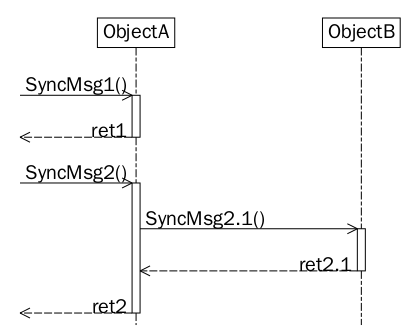 ObjectA
ObjectB
SyncMsg1()
ret1
SyncMsg2()
SyncMsg2.1()
ret2.1
ret2